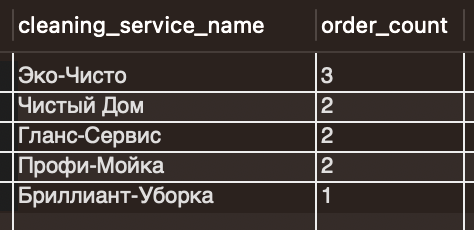 cleaning_service_name order_count
Эко-Чисто 3
Чистый Дом 2
Гланс-Сервис 2
Профи-Мойка 2
Бриллиант-Уборка 1